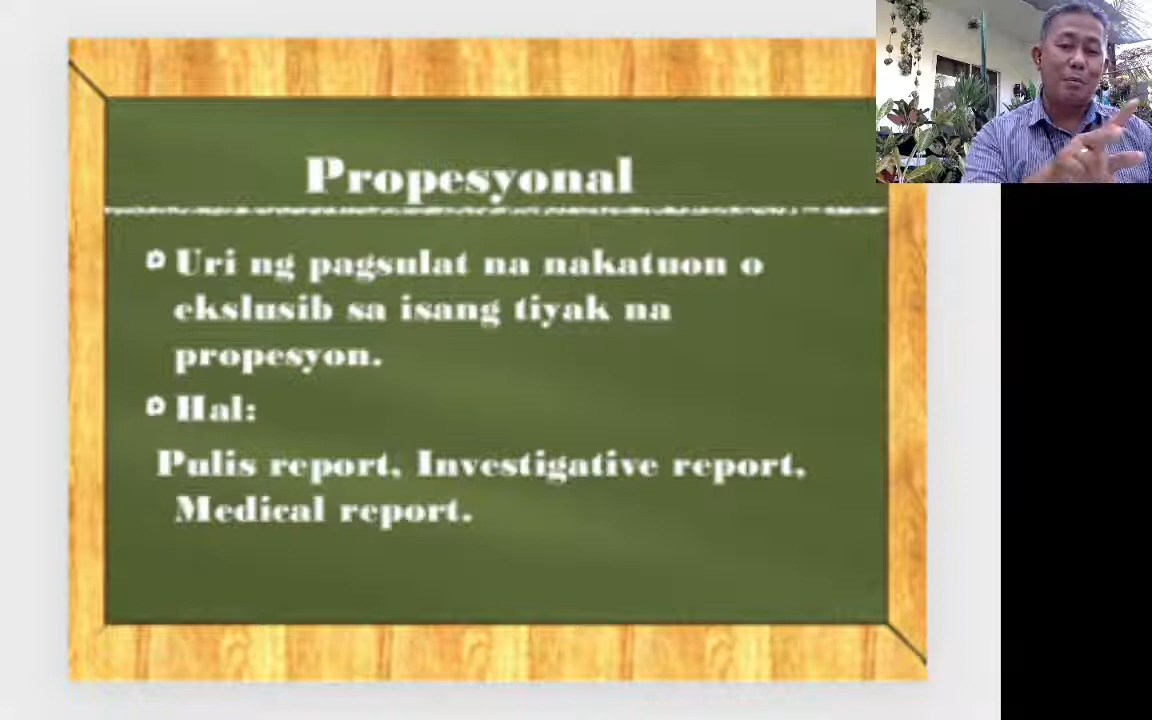 Propesyonal
Uri ng pagsulat na nakatuon o
ekslusib sa isang tiyak na
propesyon.
Hal:
Pulis report, Investigative report,
Medical report.